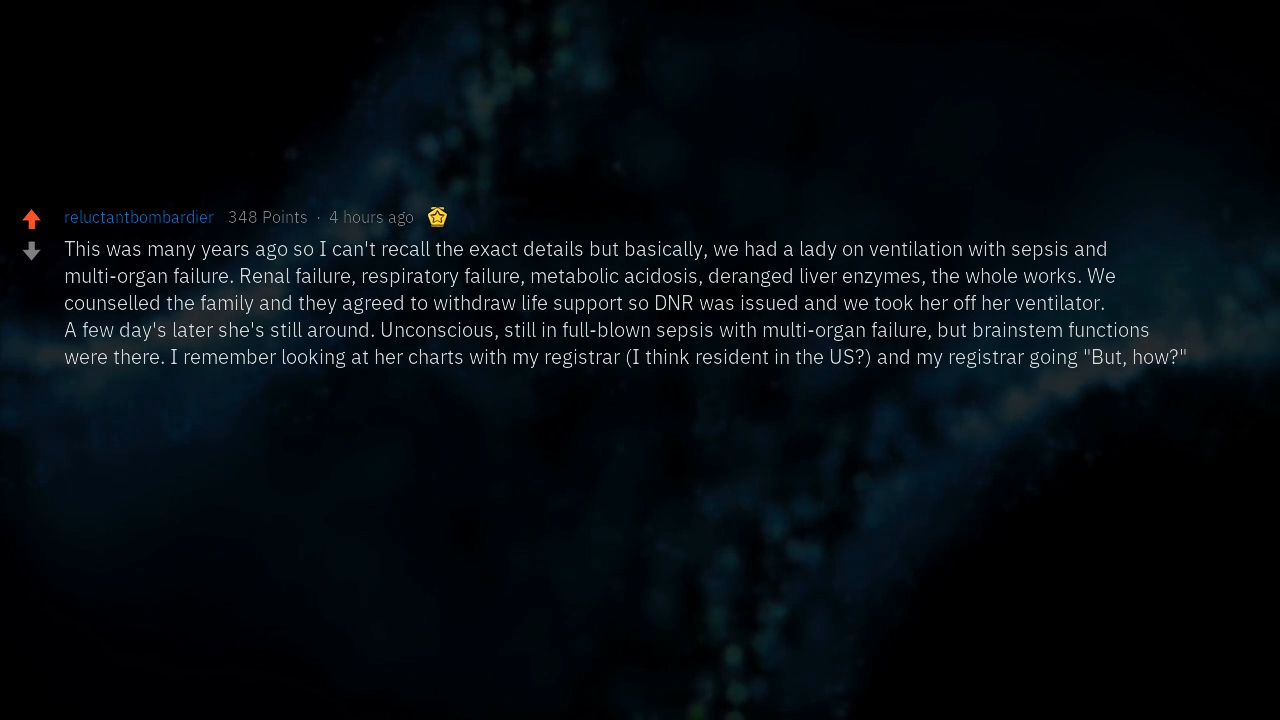 reluctantbombardier 348 Points · 4 hours ago
This was many years ago so I can't recall the exact details but basically, we had a lady on ventilation with sepsis and
multi-organ failure. Renal failure, respiratory failure, metabolic acidosis, deranged liver enzymes, the whole works. We
counselled the family and they agreed to withdraw life support so DNR was issued and we took her off her ventilator.
A few day's later she's still around. Unconscious, still in full-blown sepsis with multi-organ failure, but brainstem functions
were there. I remember looking at her charts with my registrar (I think resident in the US?) and my registrar going "But, how?"